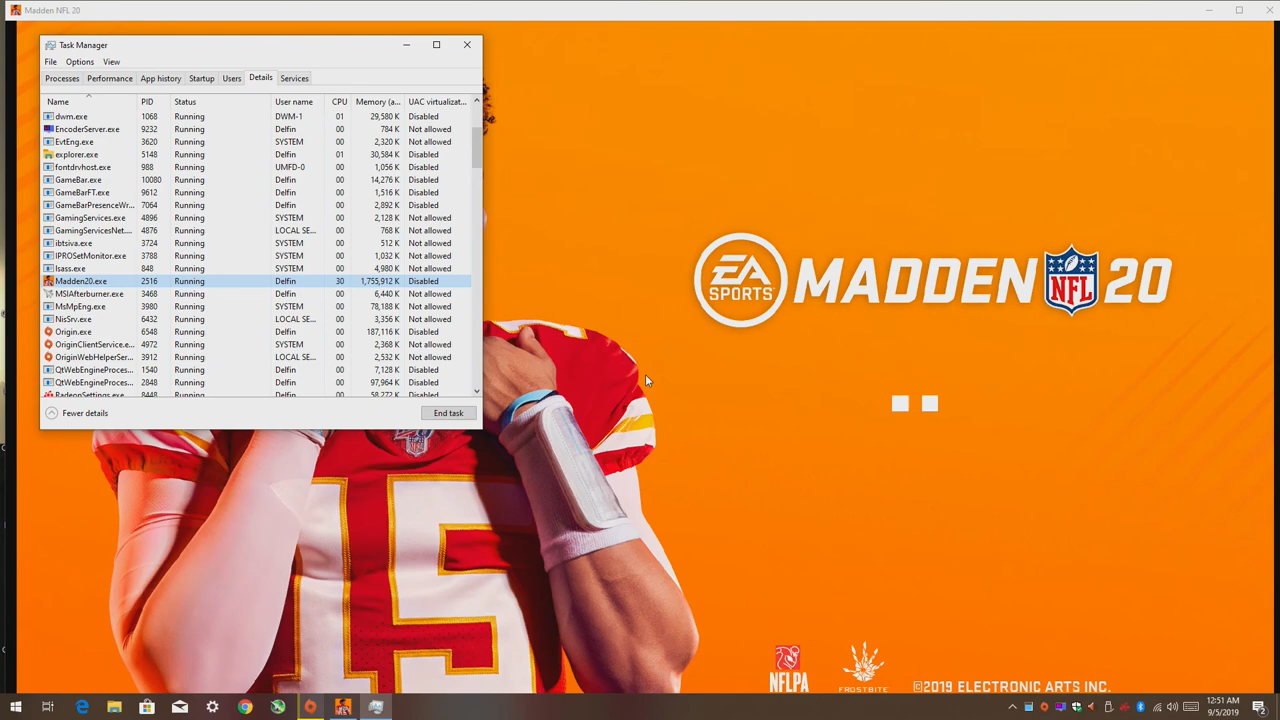 Madden NFL 20
Task Manager
File Options View
Processes Performance App history Startup Users Details Services
Name PID Status User name CPU Memory (a... UAC virtualizat...
dwm.exe 1068 Running DWM-1 01 29,580 K Disabled
EncoderServer.exe 9232 Running Delfin 00 784 K Not allowed
EvtEng.exe 3620 Running SYSTEM 00 2,320 K Not allowed
explorer.exe 5148 Running Delfin 01 30,584 K Disabled
fontdrvhost.exe 988 Running UMFD-0 00 1,056 K Disabled
GameBar.exe 10080 Running Delfin 00 14,276 K Disabled
GameBarFT.exe 9612 Running Delfin 00 1,516 K Disabled
GameBarPresenceWr... 7064 Running Delfin 00 2,892 K Disabled
GamingServices.exe 4896 Running SYSTEM 00 2,128 K Not allowed
GamingServicesNet.... 4876 Running LOCAL SE... 00 768 K Not allowed
ibtsiva.exe 3724 Running SYSTEM 00 512 K Not allowed
IPROSetMonitor.exe 3788 Running SYSTEM 00 1,032 K Not allowed
lsass.exe 848 Running SYSTEM 00 4,980 K Not allowed
Madden20.exe 2516 Running Delfin 30 1,755,912 K Disabled
MSIAfterburner.exe 3468 Running Delfin 00 6,440 K Not allowed
MsMpEng.exe 3980 Running SYSTEM 00 78,188 K Not allowed
NisSrv.exe 6432 Running LOCAL SE... 00 3,356 K Not allowed
Origin.exe 6548 Running Delfin 00 187,116 K Disabled
OriginClientService.e... 4972 Running SYSTEM 00 2,368 K Not allowed
OriginWebHelperSer... 3912 Running LOCAL SE... 00 2,532 K Not allowed
QtWebEngineProces... 1540 Running Delfin 00 7,128 K Disabled
QtWebEngineProces... 2848 Running Delfin 00 97,964 K Disabled
RadeonSettings.exe 8448 Running Delfin 00 58,272 K Disabled
Fewer details End task
EA SPORTS MADDEN NFL 20
NFL
NFLPA FROSTBITE ©2019 ELECTRONIC ARTS INC.
12:51 AM
9/5/2019
2